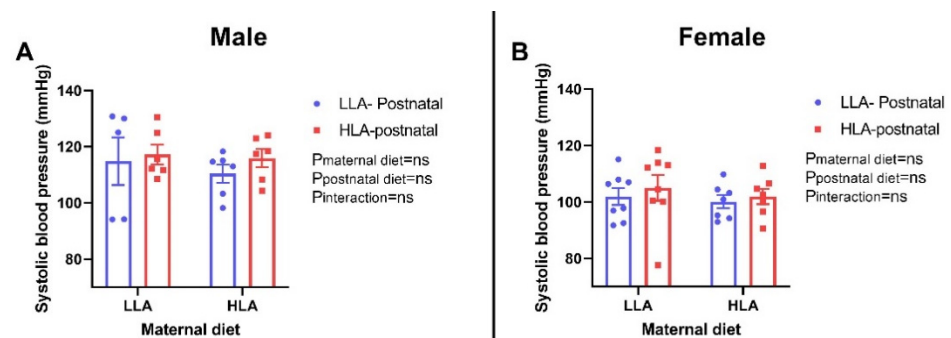 Male
A
Systolic blood pressure (mmHg)
140
120
100
80
LLA
HLA
Maternal diet
LLA- Postnatal
HLA-postnatal
Pmaternal diet=ns
Ppostnatal diet=ns
Pinteraction=ns
Female
B
Systolic blood pressure (mmHg)
140
120
100
80
LLA
HLA
Maternal diet
LLA- Postnatal
HLA-postnatal
Pmaternal diet=ns
Ppostnatal diet=ns
Pinteraction=ns